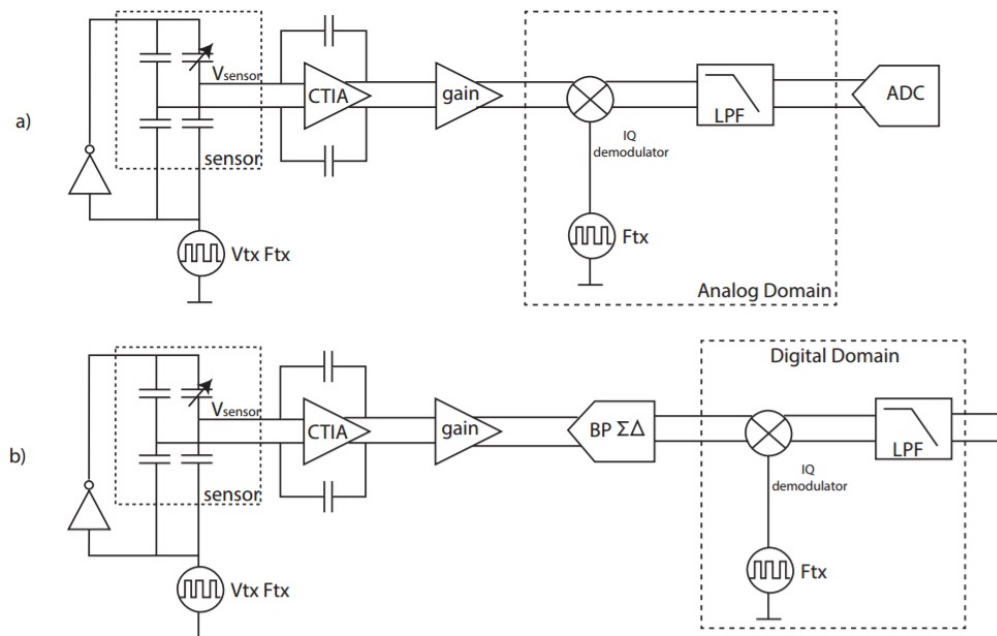 a)
Vsensor
sensor
CTIA
gain
IQ
demodulator
LPF
ADC
Vtx Ftx
Ftx
Analog Domain
b)
Vsensor
sensor
CTIA
gain
BP ΣΔ
Digital Domain
IQ
demodulator
LPF
Vtx Ftx
Ftx